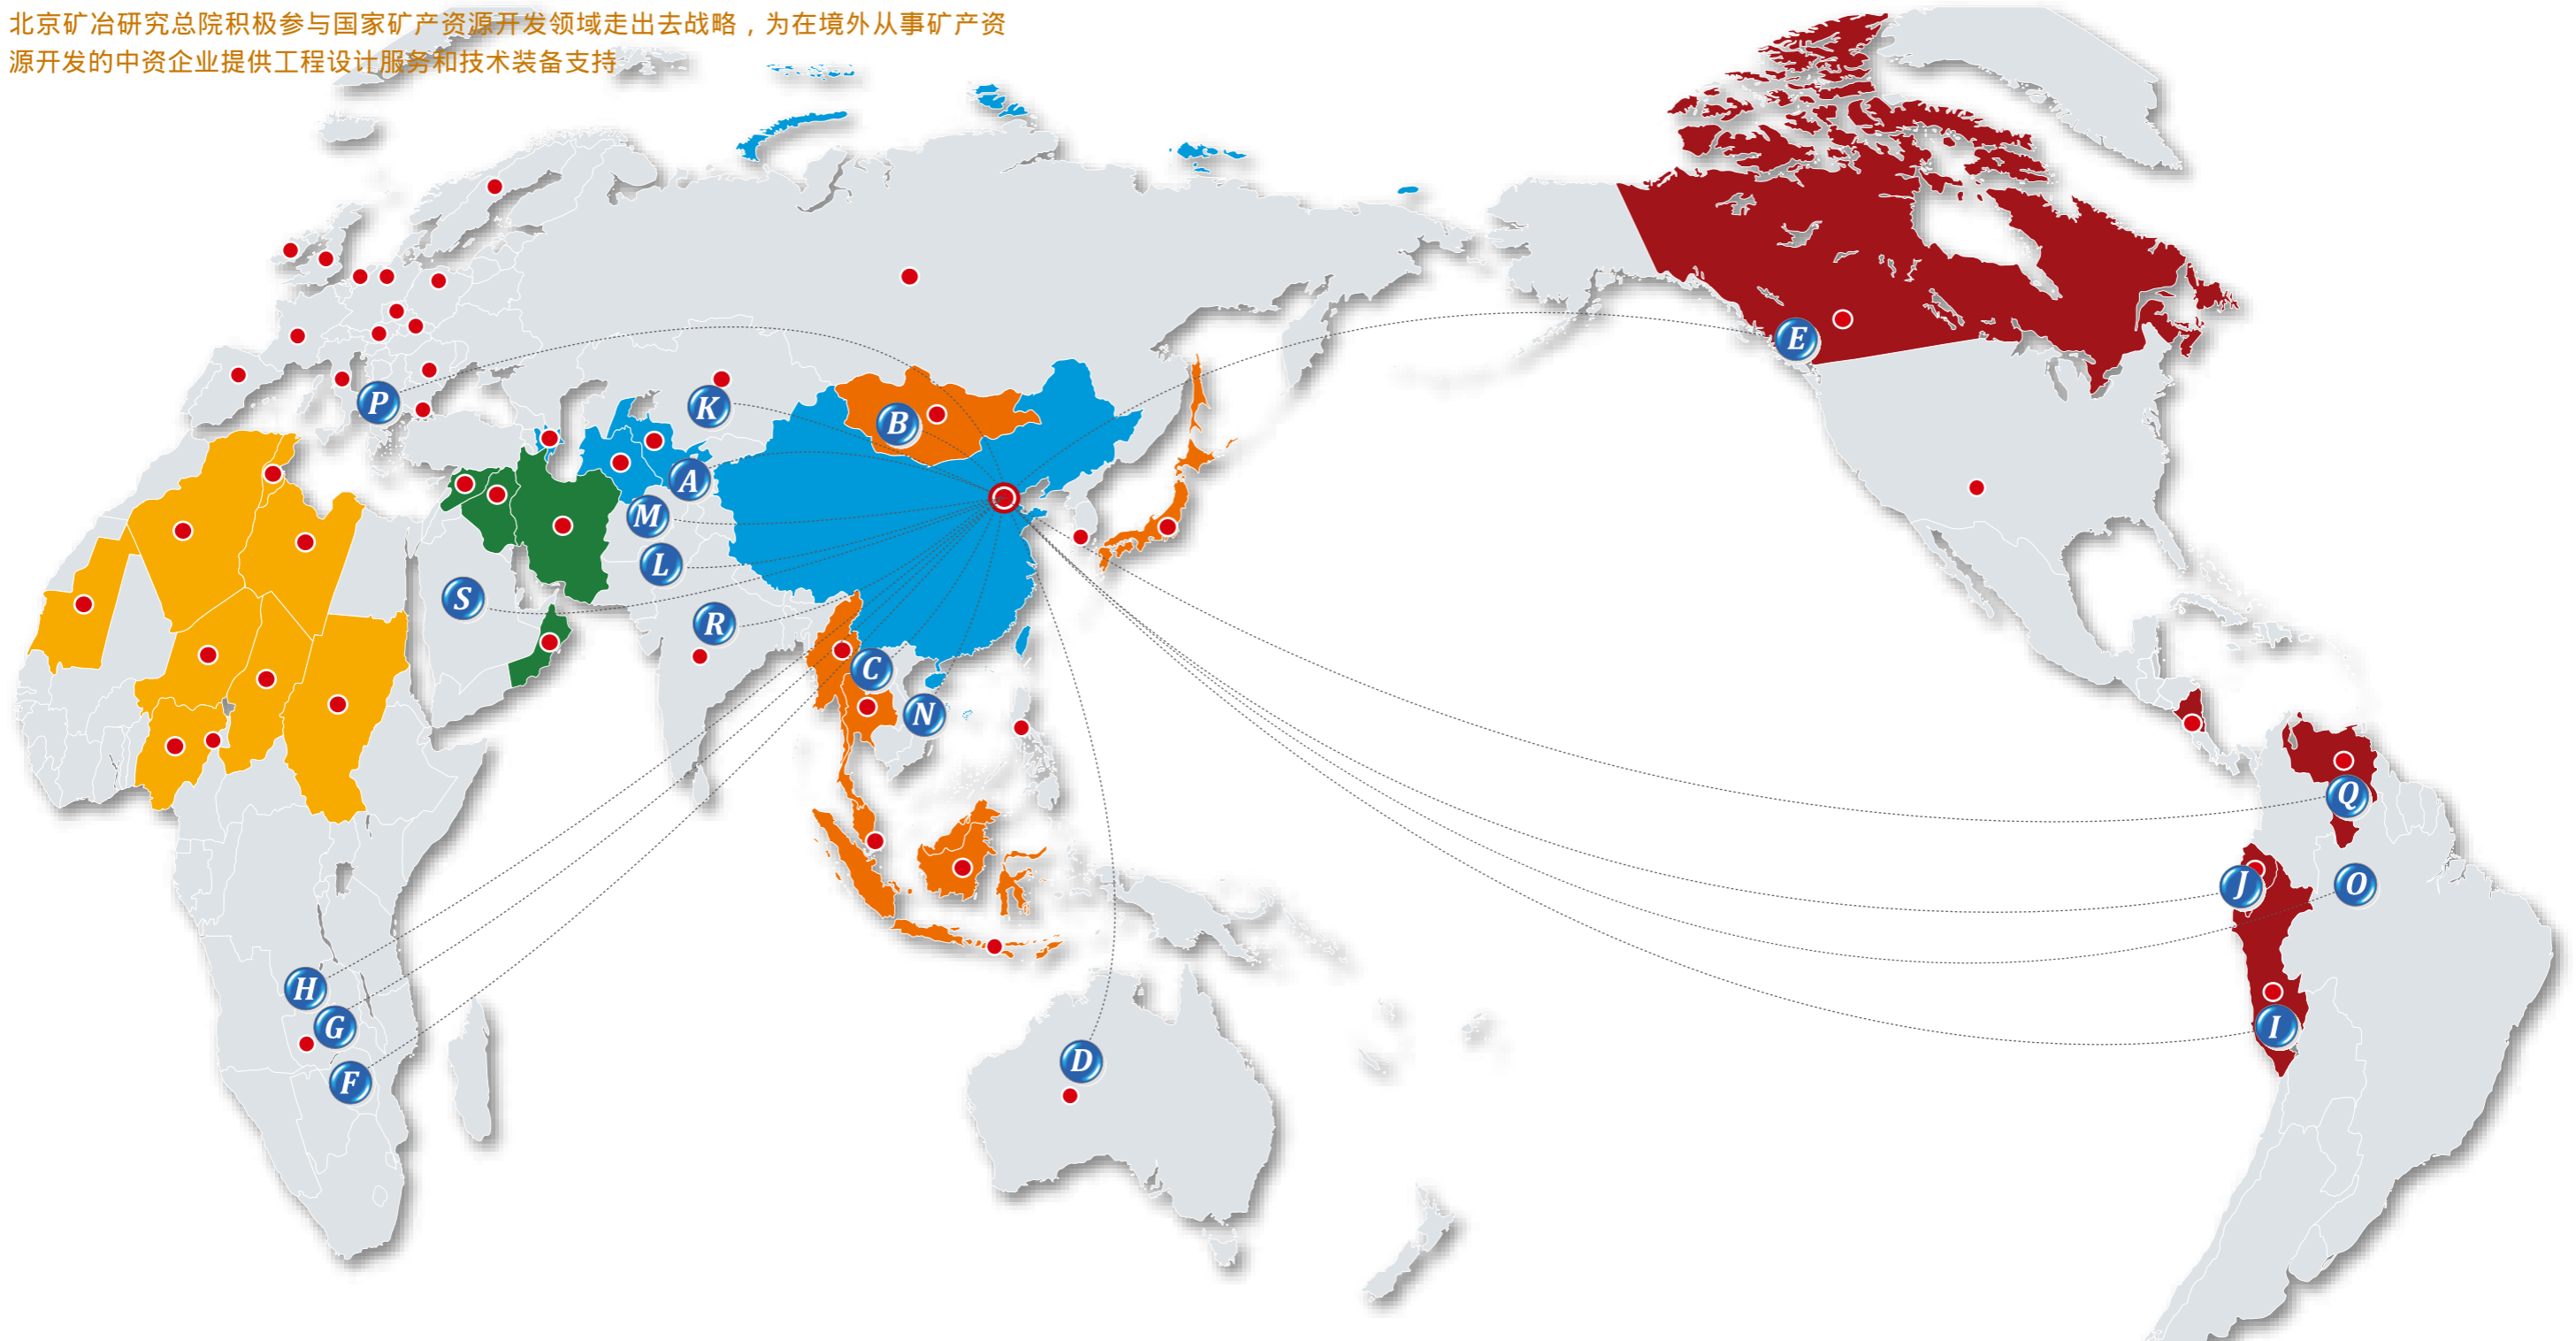 北京矿冶研究总院积极参与国家矿产资源开发领域走出去战略，为在境外从事矿产资
源开发的中资企业提供工程设计服务和技术装备支持
E
P
K
B
A
M
L
S
R
C
N
Q
J
O
H
G
I
D
F